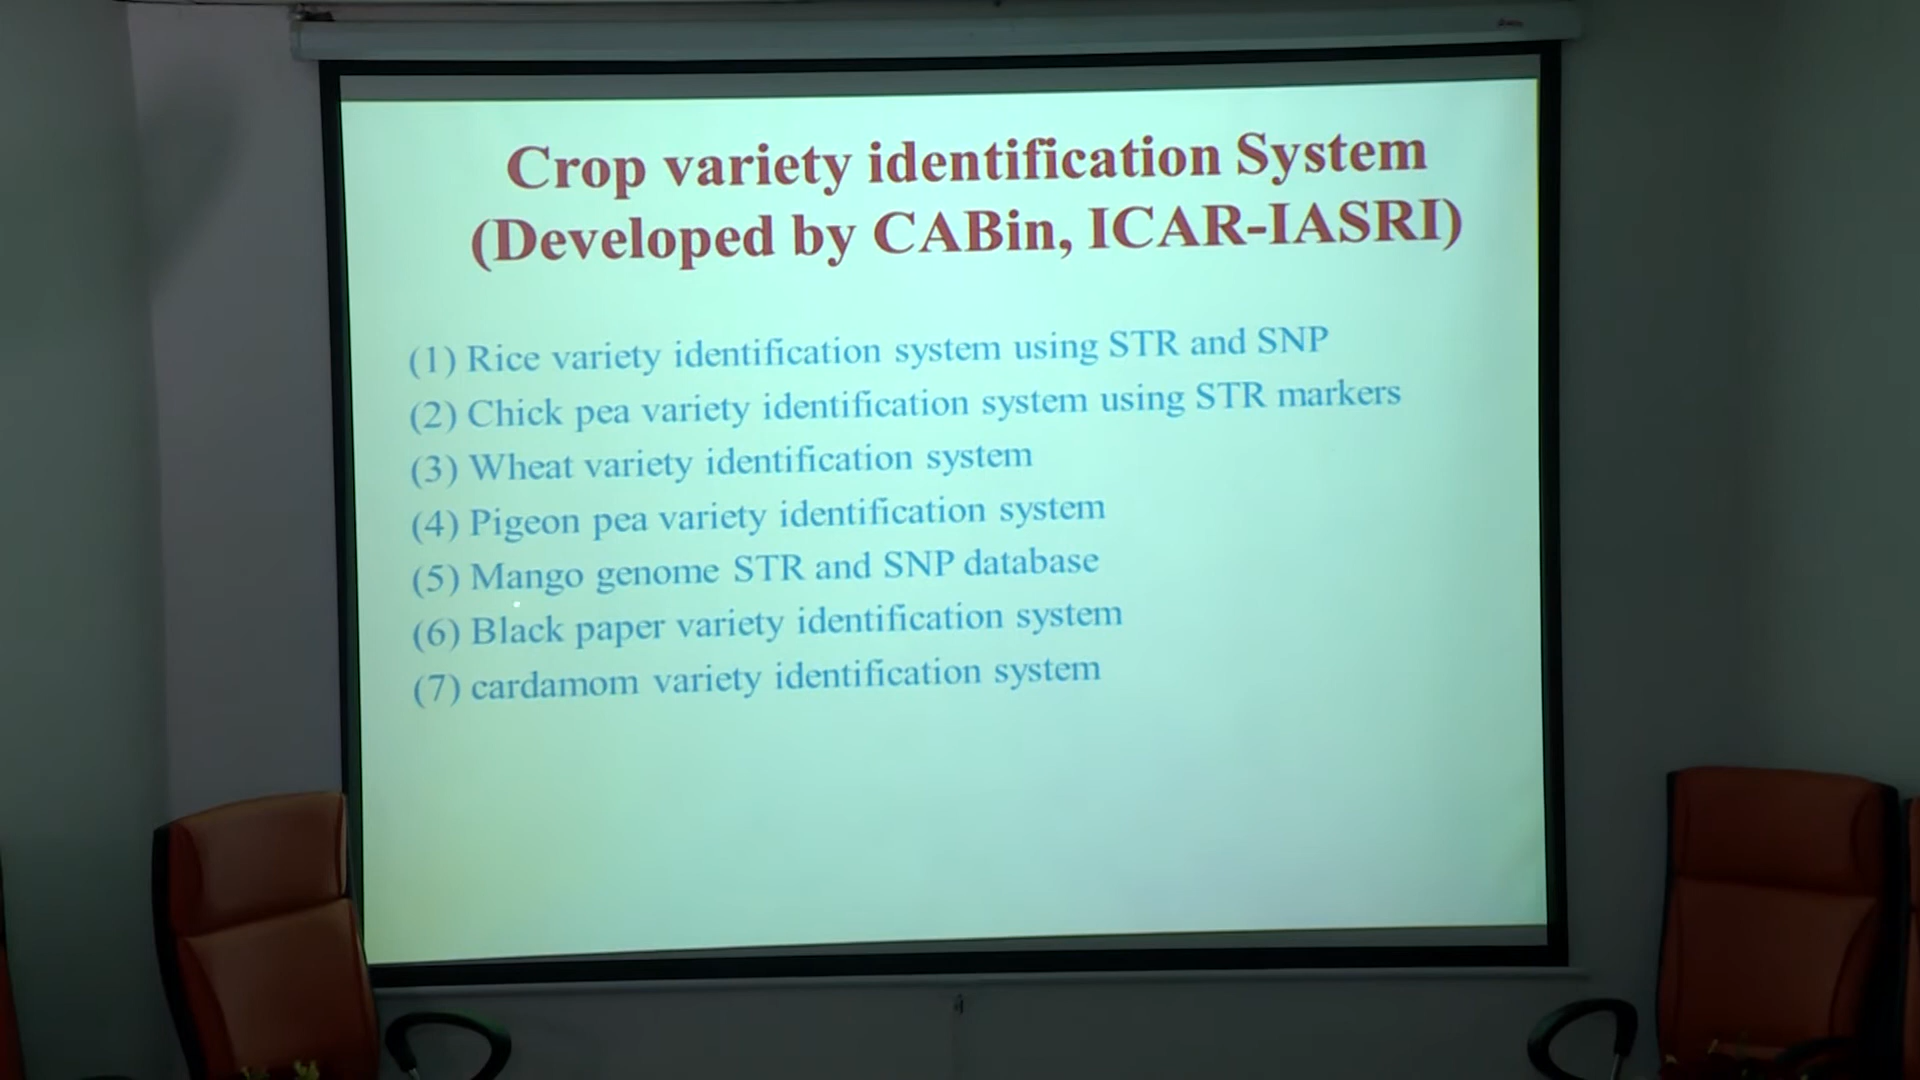 Crop variety identification System
(Developed by CABin, ICAR-IASRI)
(1) Rice variety identification system using STR and SNP
(2) Chick pea variety identification system using STR markers
(3) Wheat variety identification system
(4) Pigeon pea variety identification system
(5) Mango genome STR and SNP database
(6) Black paper variety identification system
(7) cardamom variety identification system